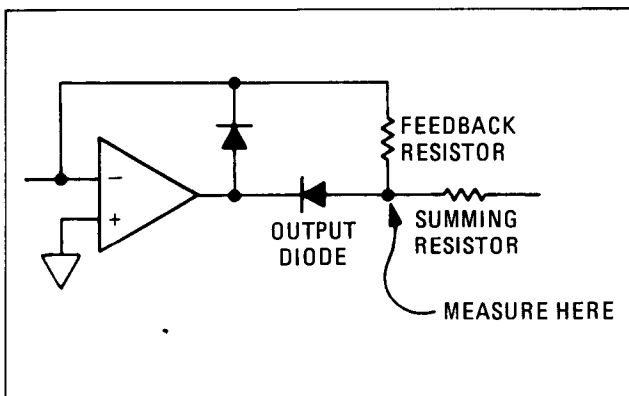 −
+
FEEDBACK
RESISTOR
OUTPUT
DIODE
SUMMING
RESISTOR
MEASURE HERE